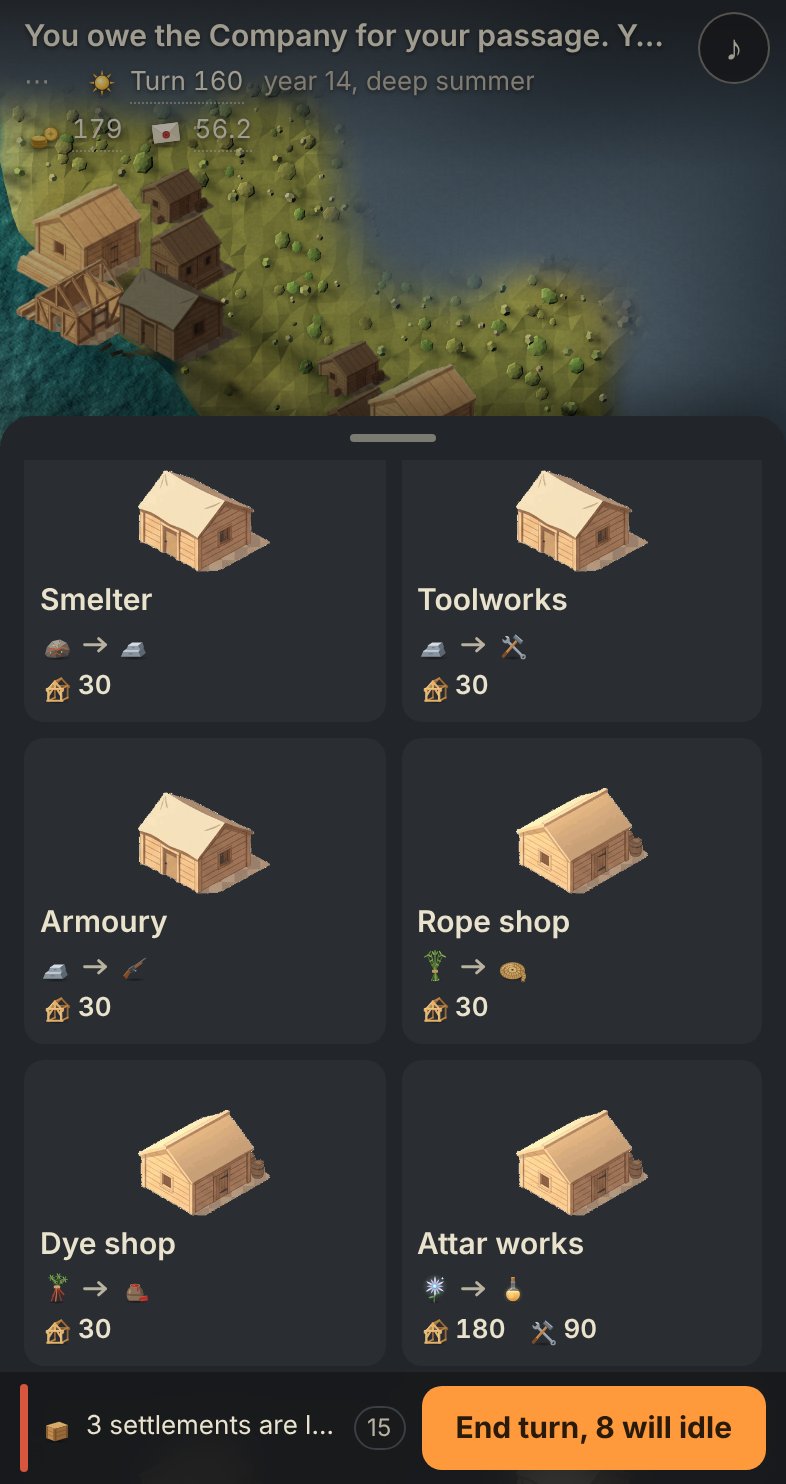 You owe the Company for your passage. Y...
... Turn 160 year 14, deep summer
179 56.2
Smelter
→
30
Toolworks
→
30
Armoury
→
30
Rope shop
→
30
Dye shop
→
30
Attar works
→
180 90
3 settlements are l... 15 End turn, 8 will idle